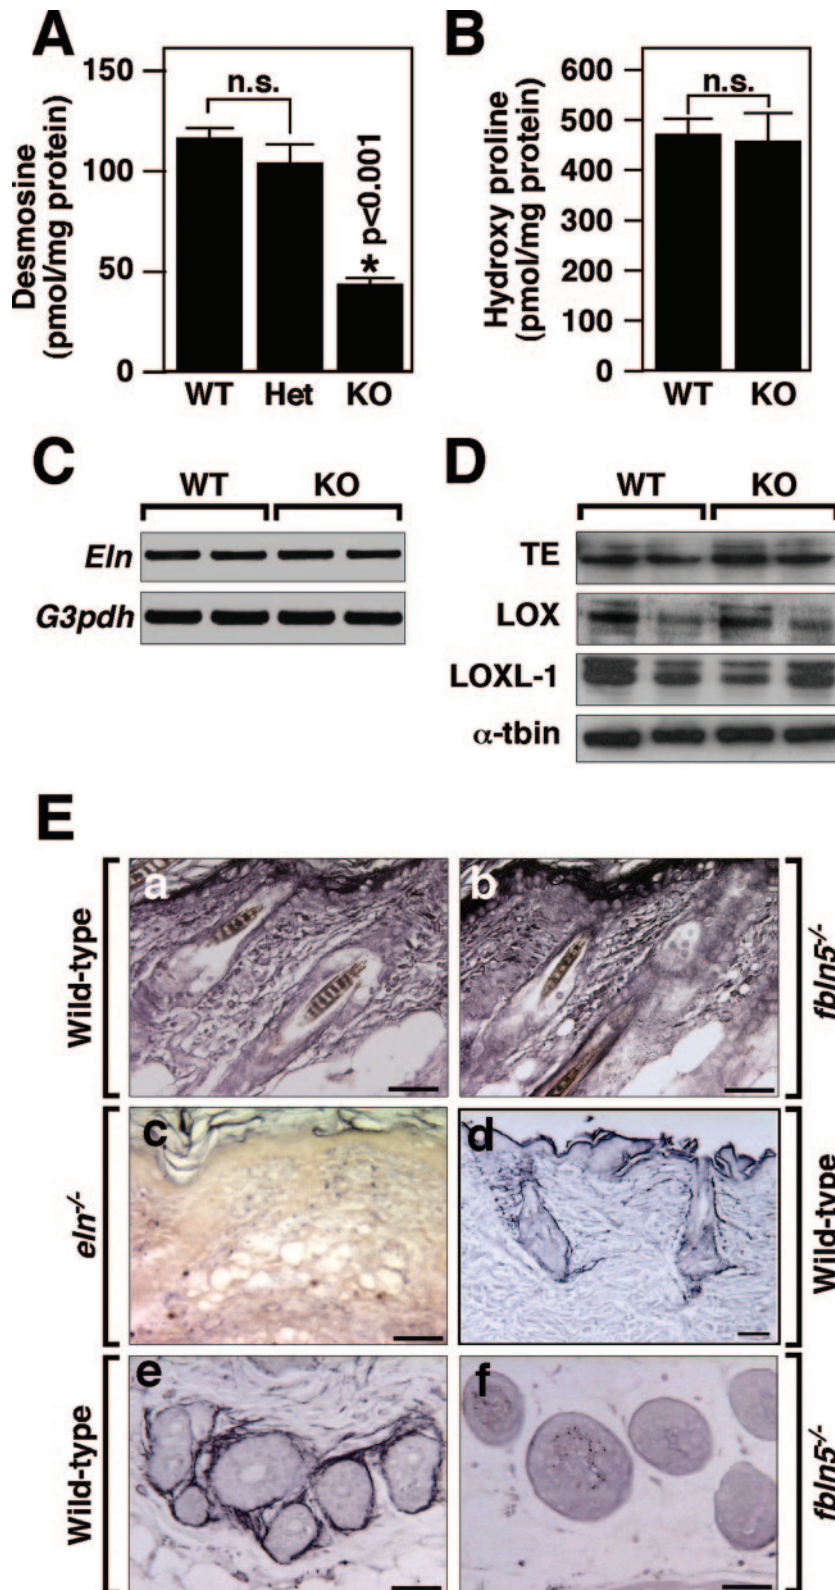 A
150
100
50
0
Desmosine
(pmol/mg protein)
n.s.
* p<0.001
WT Het KO
B
600
500
400
300
200
100
0
Hydroxy proline
(pmol/mg protein)
n.s.
WT KO
C
WT KO
Eln
G3pdh
D
WT KO
TE
LOX
LOXL-1
α-tbin
E
Wild-type
a
b
fbln5-/-
eln-/-
c
d
Wild-type
Wild-type
e
f
fbln5-/-